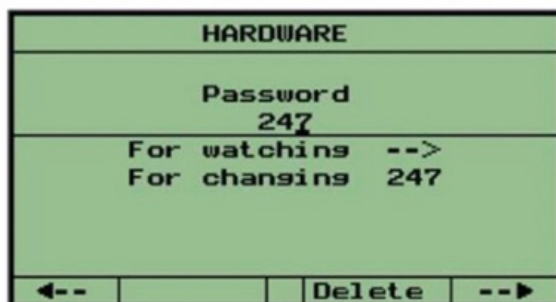 HARDWARE
Password
247
For watching -->
For changing 247
◄-- Delete --►